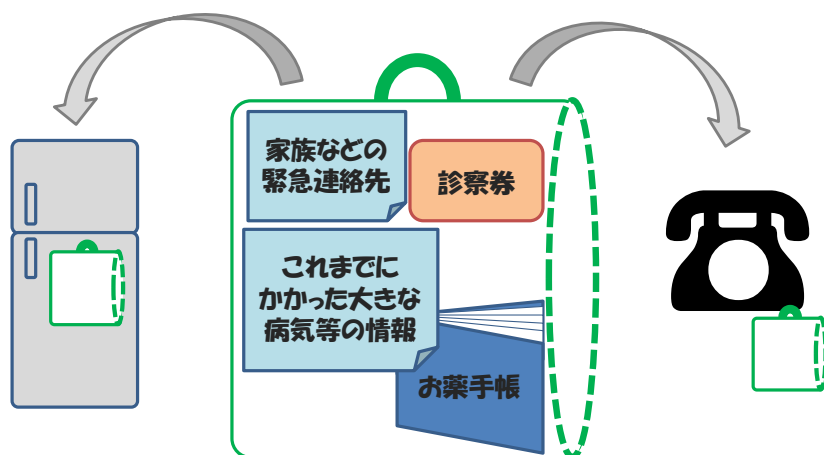 家族などの
緊急連絡先
診察券
これまでに
かかった大きな
病気等の情報
お薬手帳